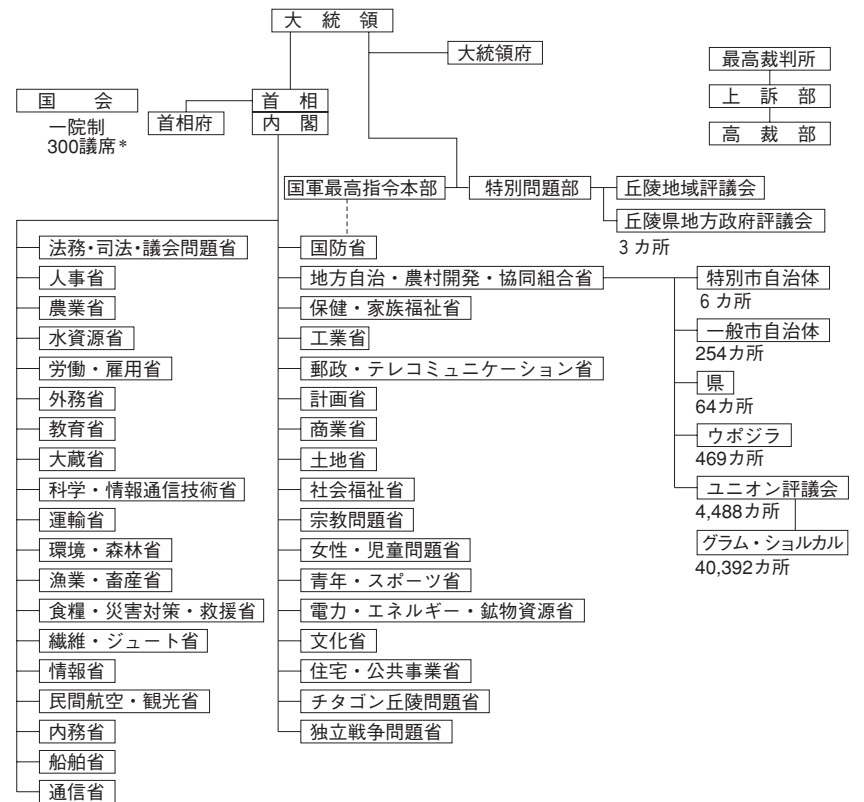 大統領
大統領府
最高裁判所
上訴部
高裁部
国会
一院制
300議席*
首相府
首相
内閣
国軍最高指令本部
特別問題部
丘陵地域評議会
丘陵県地方政府評議会
3カ所
法務・司法・議会問題省
人事省
農業省
水資源省
労働・雇用省
外務省
教育省
大蔵省
科学・情報通信技術省
運輸省
環境・森林省
漁業・畜産省
食糧・災害対策・救援省
繊維・ジュート省
情報省
民間航空・観光省
内務省
船舶省
通信省
国防省
地方自治・農村開発・協同組合省
保健・家族福祉省
工業省
郵政・テレコミュニケーション省
計画省
商業省
土地省
社会福祉省
宗教問題省
女性・児童問題省
青年・スポーツ省
電力・エネルギー・鉱物資源省
文化省
住宅・公共事業省
チタゴン丘陵問題省
独立戦争問題省
特別市自治体
6カ所
一般市自治体
254カ所
県
64カ所
ウポジラ
469カ所
ユニオン評議会
4,488カ所
グラム・ショルカル
40,392カ所